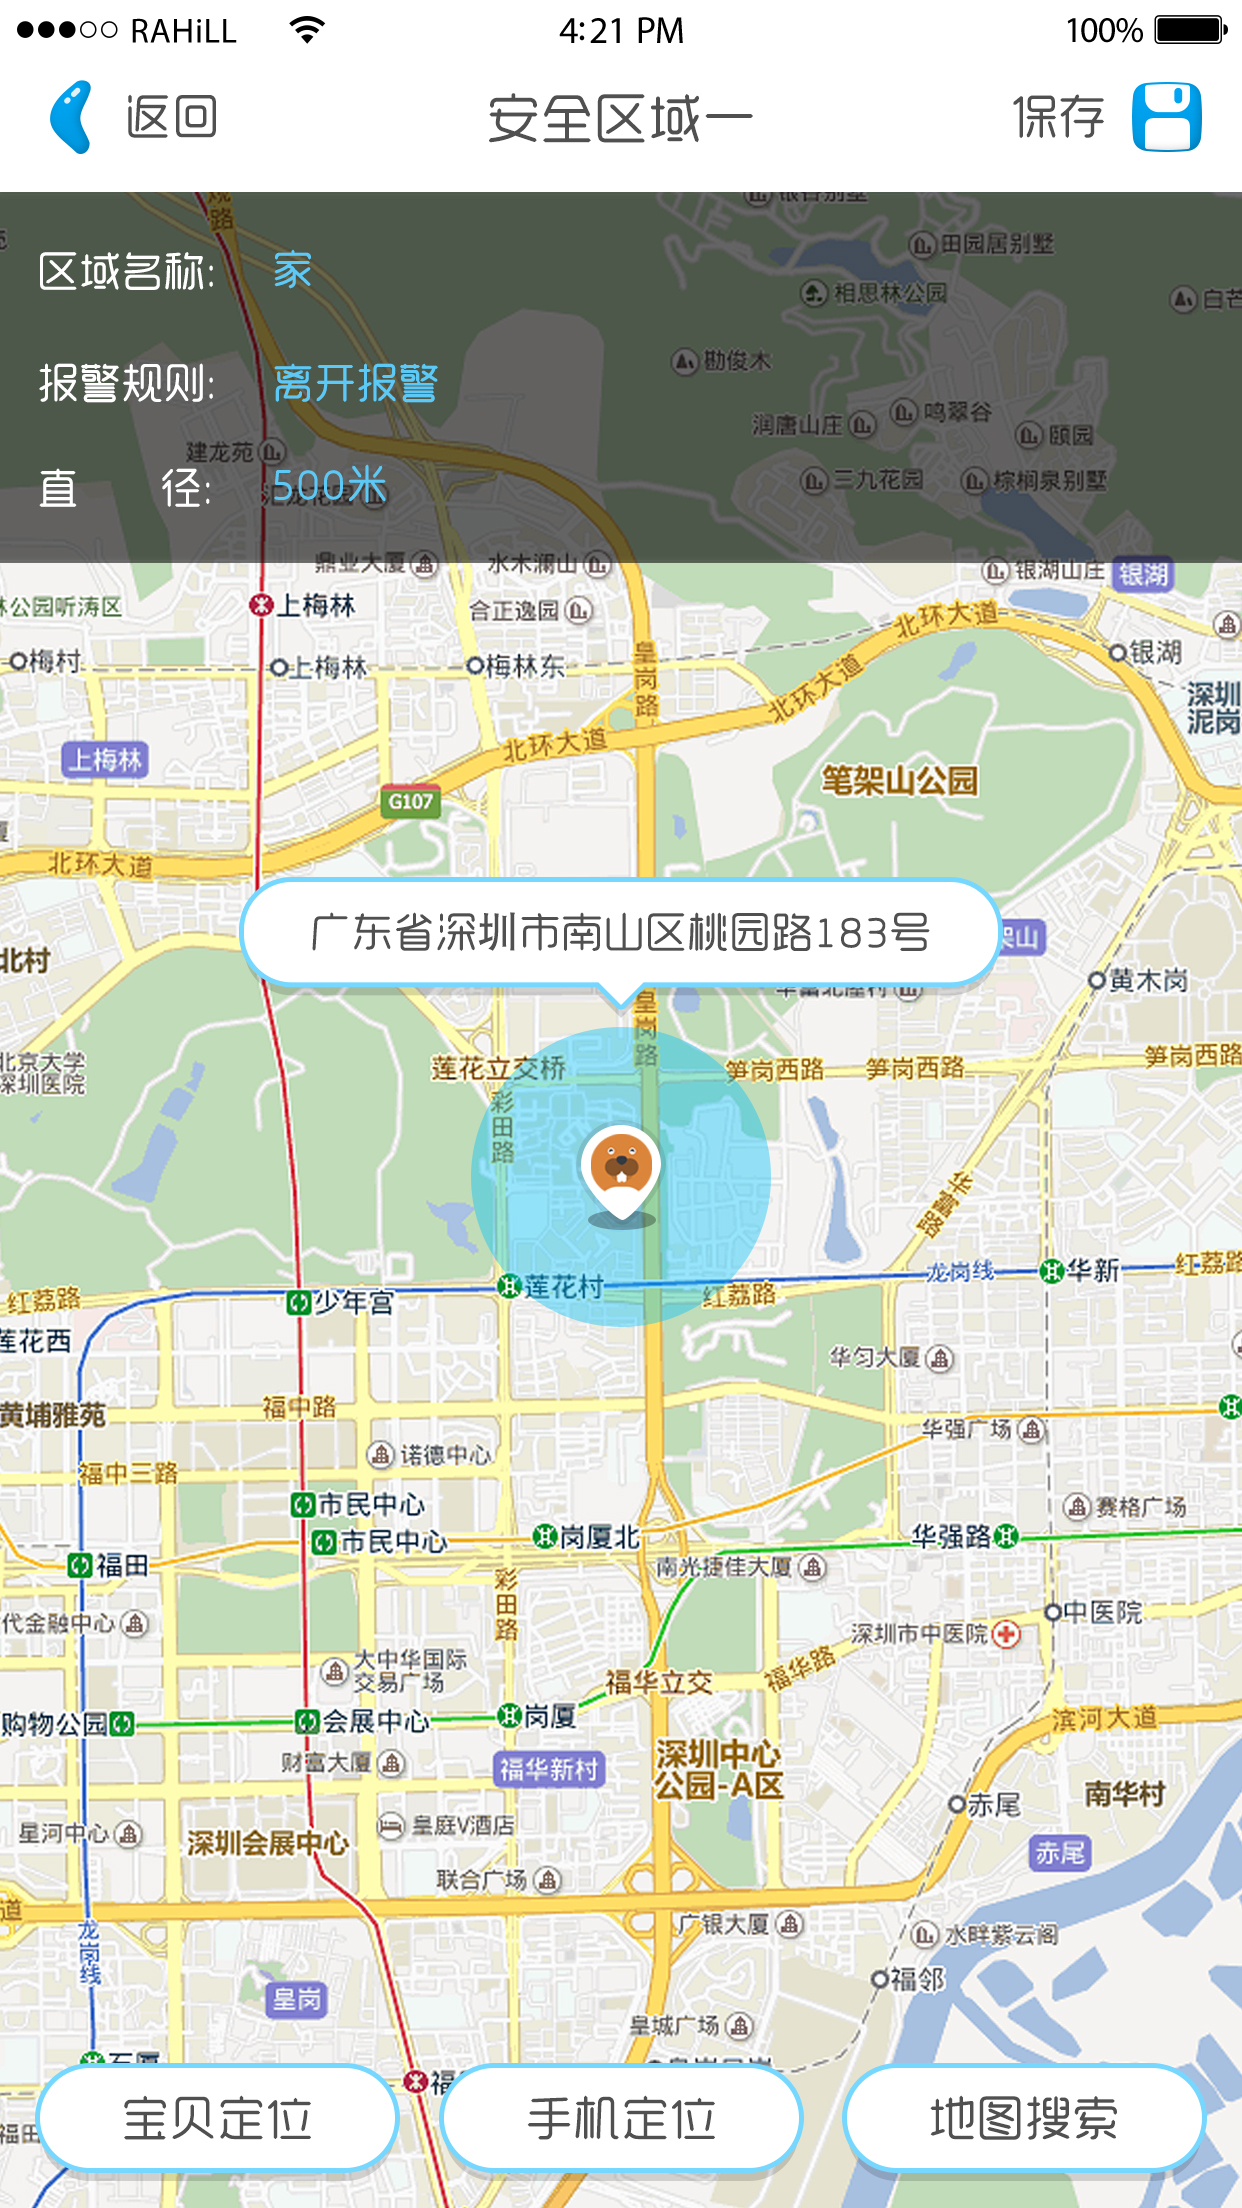 RAHiLL 4:21 PM 100%
返回 安全区域一 保存
区域名称: 家
报警规则: 离开报警
直 径: 500米
田园居别墅
相思林公园
白芒
勘俊木
润唐山庄 鸣翠谷
颐园
建龙苑
三九花园 棕榈泉别墅
汇龙花园
鼎业大厦 水木澜山
银湖山庄 银湖
林公园听涛区 上梅林 合正逸园
北环大道
梅村 上梅林 梅林东 银湖
皇岗路
北环大道
深圳
泥岗
上梅林 北环大道
笔架山公园
G107
北环大道
广东省深圳市南山区桃园路183号
架山
北村
黄木岗
皇岗路
北京大学
深圳医院
莲花立交桥 笋岗西路 笋岗西路 笋岗西路
彩田路
华富路
龙岗线 华新 红荔路
莲花村 红荔路
红荔路 少年宫
莲花西
华匀大厦
黄埔雅苑 福中路
华强广场
诺德中心
福中三路
市民中心 赛格广场
市民中心 岗厦北 华强路
福田 南光捷佳大厦
彩田路
中医院
代金融中心 深圳市中医院
大中华国际
交易广场
福华立交 福华路
购物公园 会展中心 岗厦 滨河大道
财富大厦 福华新村 深圳中心
公园-A区
南华村
赤尾
星河中心 深圳会展中心 皇庭V酒店
赤尾
联合广场
道
广银大厦 水畔紫云阁
龙岗线
福邻
皇岗
皇城广场
石厦
福田
宝贝定位 手机定位 地图搜索